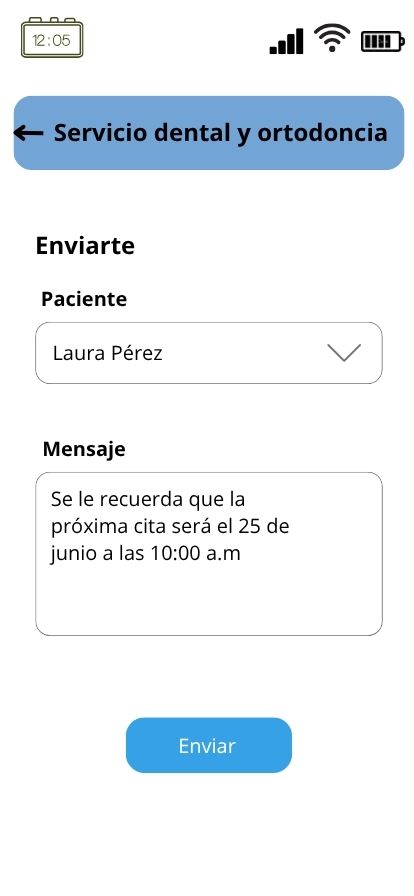 12:05
Servicio dental y ortodoncia
Enviarte
Paciente
Laura Pérez
Mensaje
Se le recuerda que la
próxima cita será el 25 de
junio a las 10:00 a.m
Enviar